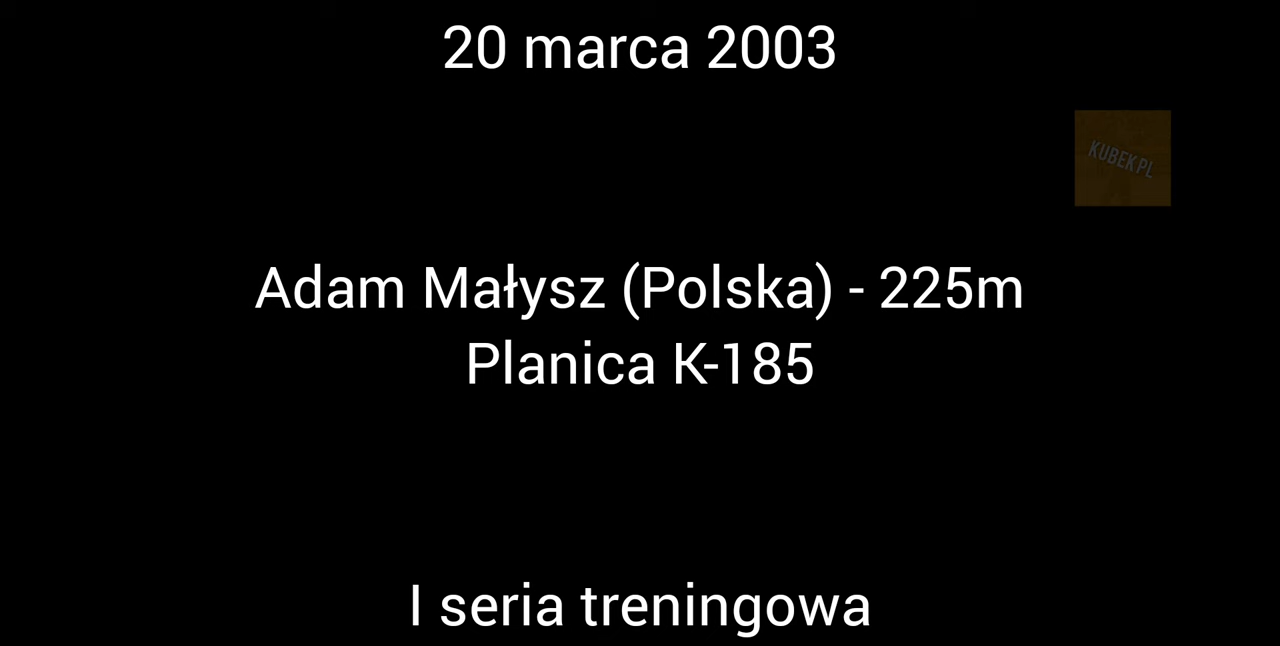 20 marca 2003
KUBEK.PL
Adam Małysz (Polska) - 225m
Planica K-185
I seria treningowa